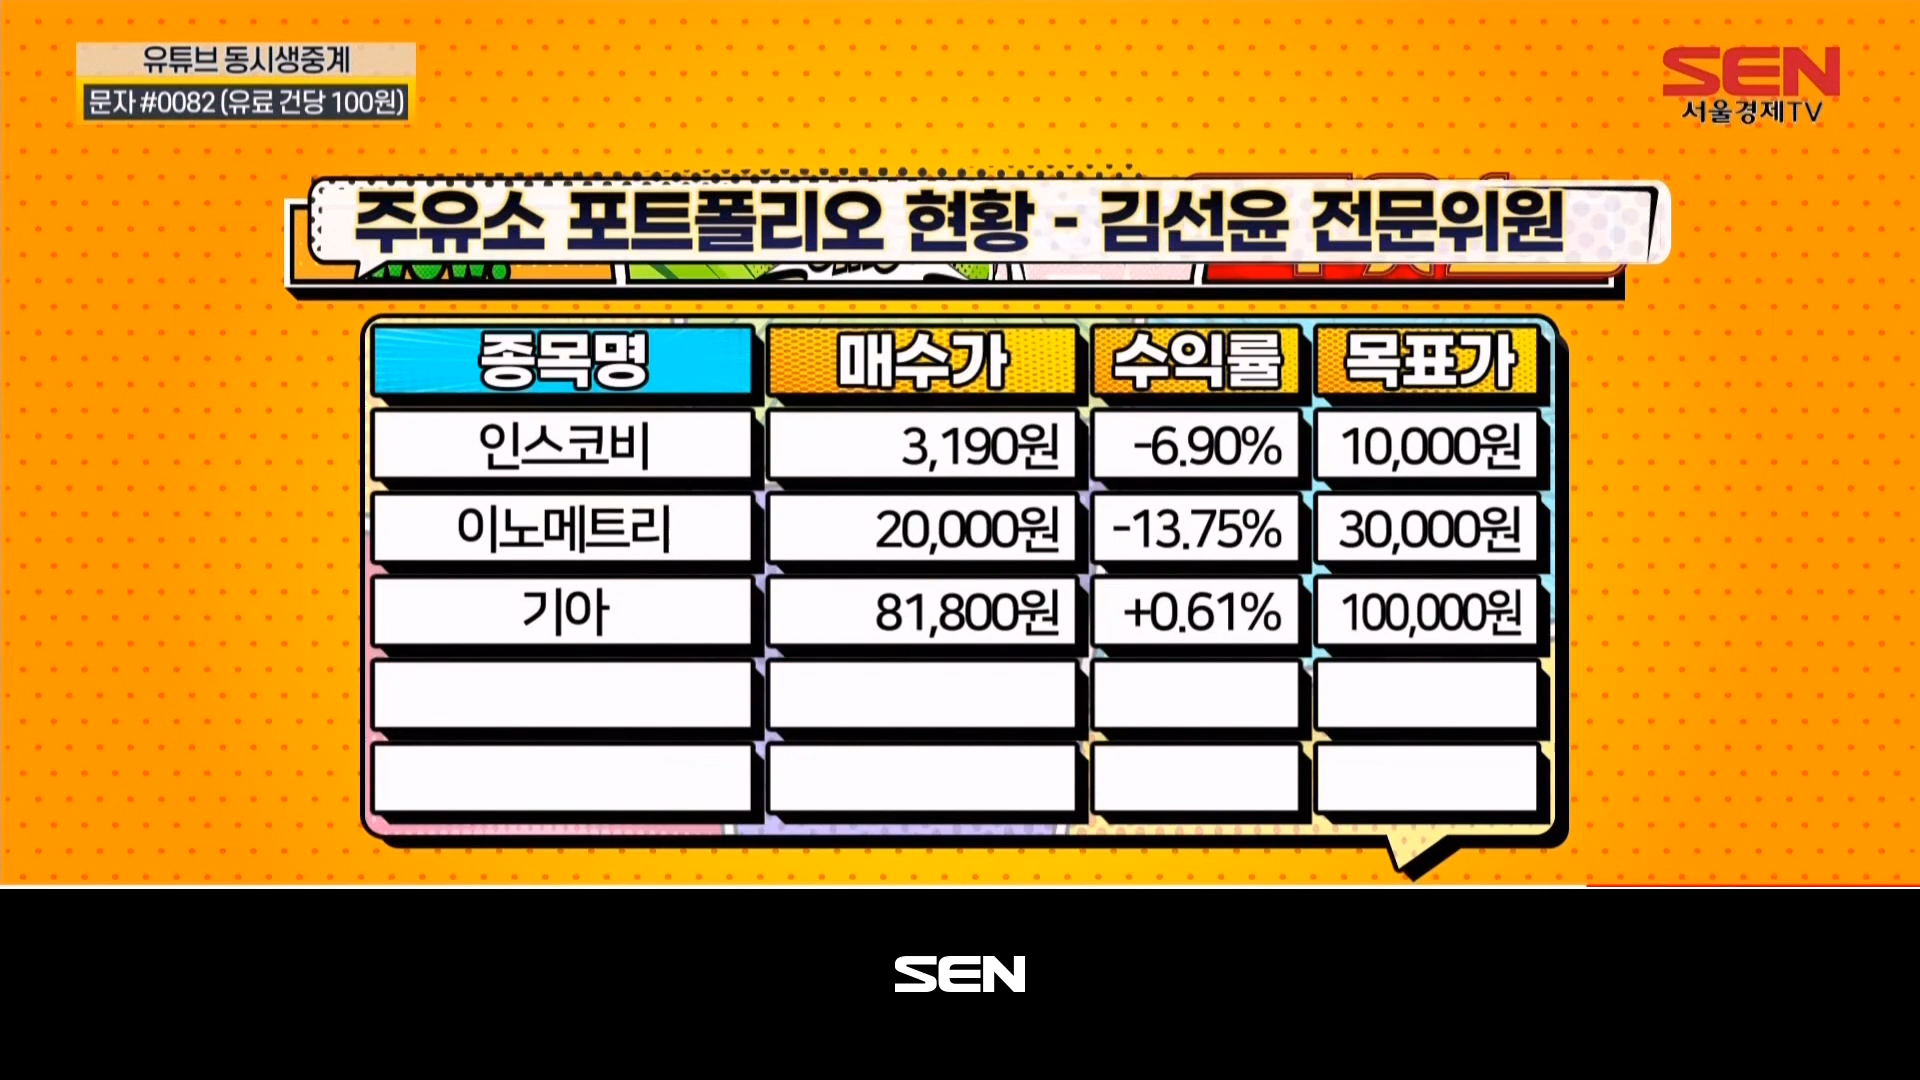 유튜브 동시생중계
문자 #0082 (유료 건당 100원)
SEN
서울경제TV
주유소 포트폴리오 현황 - 김선윤 전문위원
종목명 매수가 수익률 목표가
인스코비 3,190원 -6.90% 10,000원
이노메트리 20,000원 -13.75% 30,000원
기아 81,800원 +0.61% 100,000원
SEN